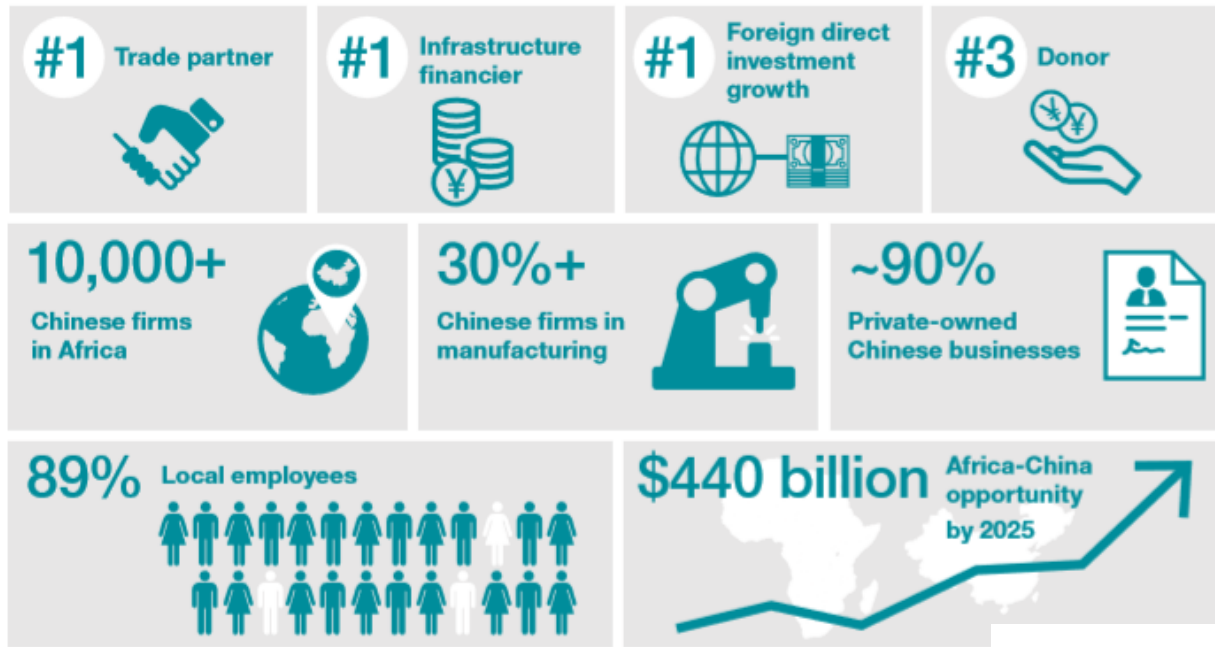 #1 Trade partner
#1 Infrastructure
financier
#1 Foreign direct
investment
growth
#3 Donor
¥
¥
10,000+
Chinese firms
in Africa
30%+
Chinese firms in
manufacturing
~90%
Private-owned
Chinese businesses
89% Local employees
$440 billion Africa-China
opportunity
by 2025